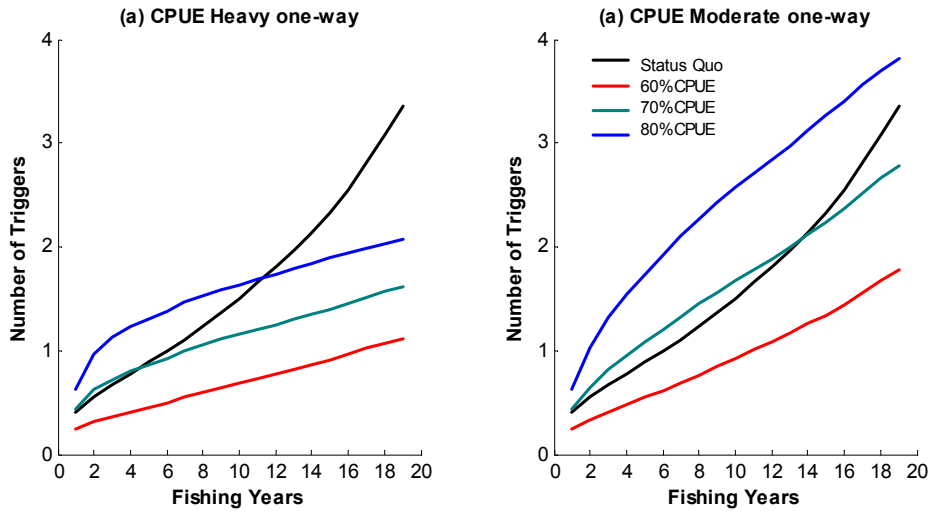 (a) CPUE Heavy one-way
4
3
2
1
0
0 2 4 6 8 10 12 14 16 18 20
Number of Triggers
Fishing Years
(a) CPUE Moderate one-way
Status Quo
60%CPUE
70%CPUE
80%CPUE
4
3
2
1
0
0 2 4 6 8 10 12 14 16 18 20
Number of Triggers
Fishing Years